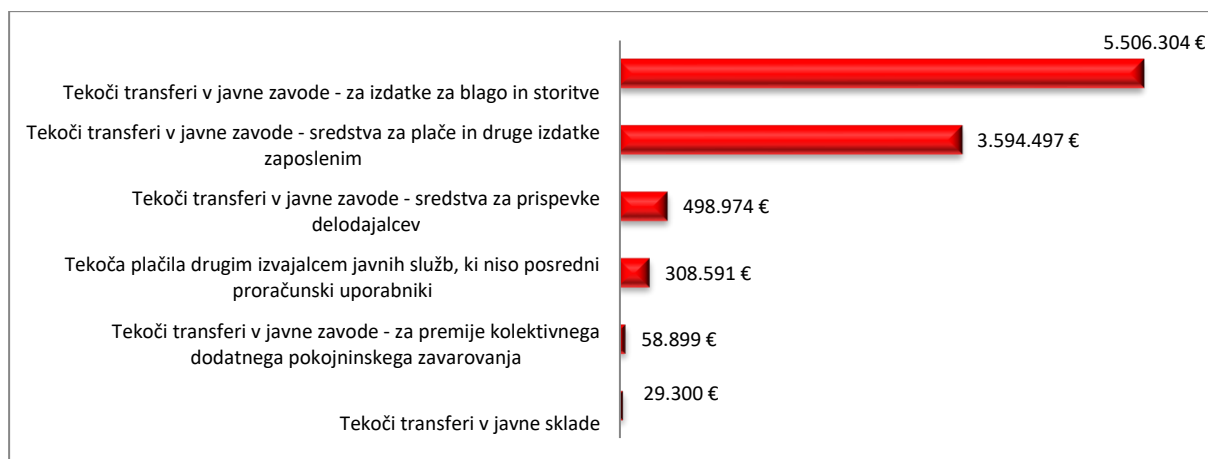 5.506.304 €
Tekoči transferi v javne zavode - za izdatke za blago in storitve
Tekoči transferi v javne zavode - sredstva za plače in druge izdatke
zaposlenim
3.594.497 €
Tekoči transferi v javne zavode - sredstva za prispevke
delodajalcev
498.974 €
Tekoča plačila drugim izvajalcem javnih služb, ki niso posredni
proračunski uporabniki
308.591 €
Tekoči transferi v javne zavode - za premije kolektivnega
dodatnega pokojninskega zavarovanja
58.899 €
29.300 €
Tekoči transferi v javne sklade